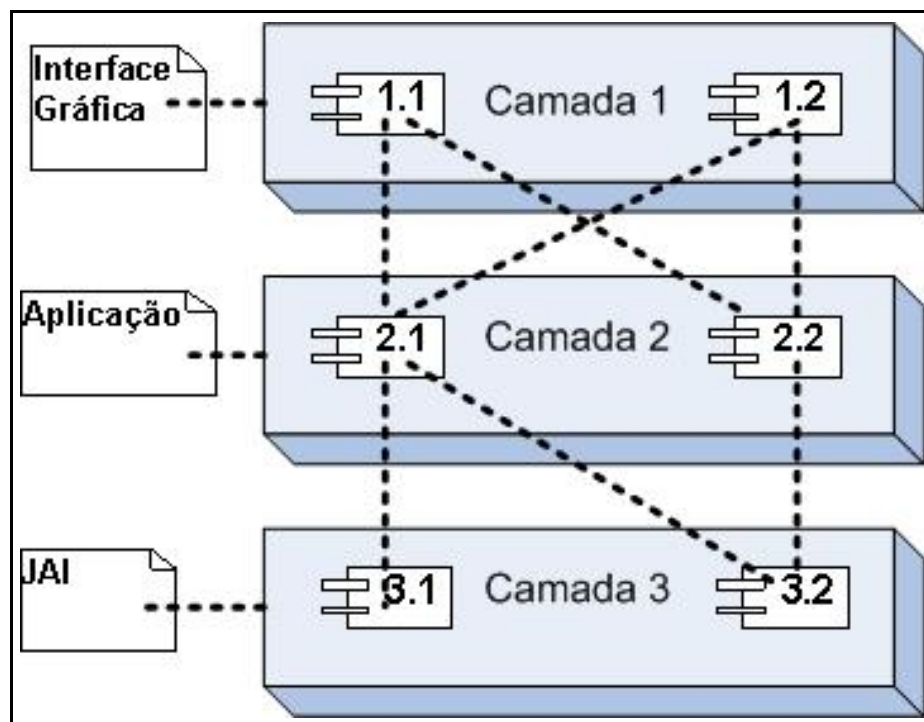 Interface
Gráfica
1.1
Camada 1
1.2
Aplicação
2.1
Camada 2
2.2
JAI
3.1
Camada 3
3.2